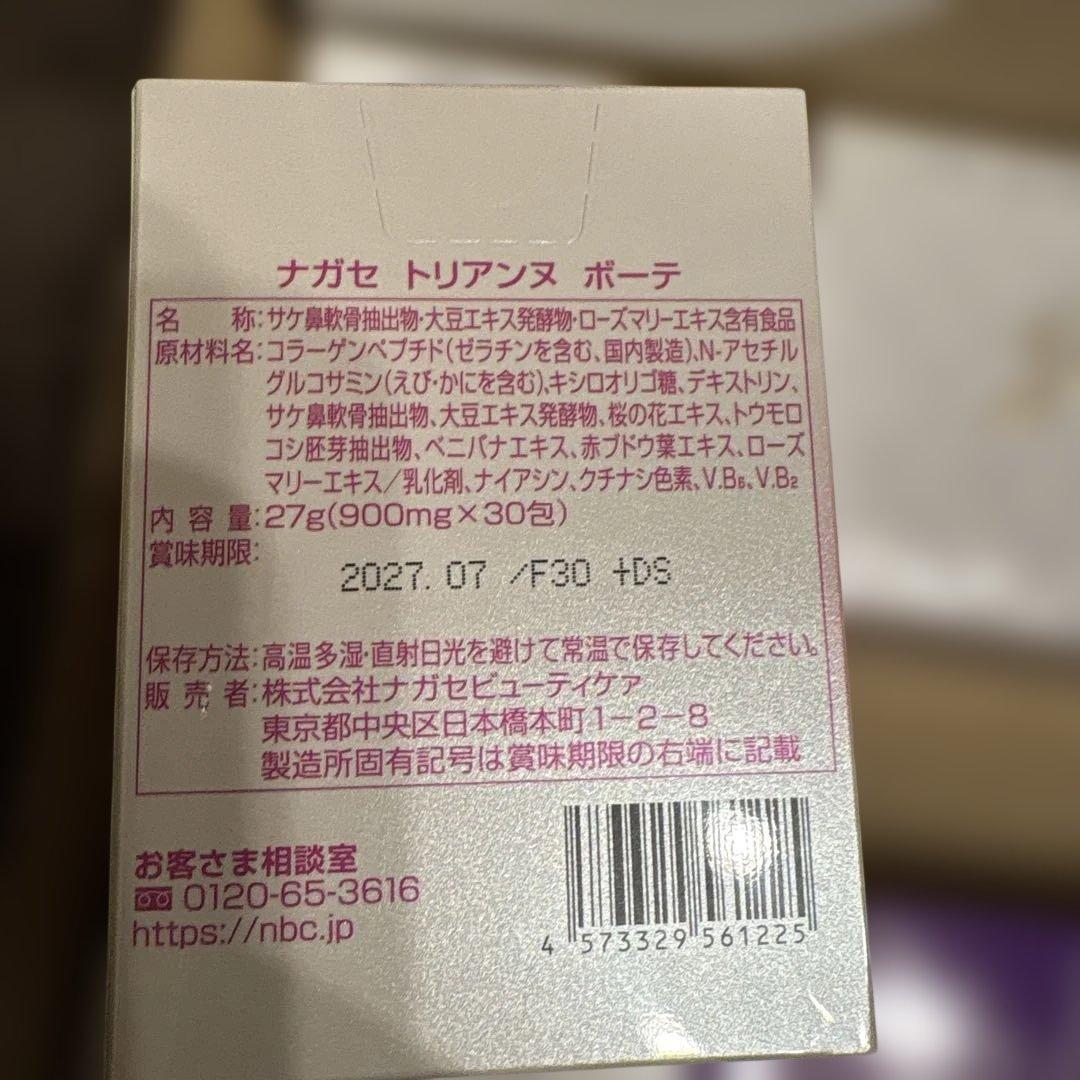 ナガセ トリアンヌ ボーテ
名称:サケ鼻軟骨抽出物・大豆エキス発酵物・ローズマリーエキス含有食品
原材料名:コラーゲンペプチド(ゼラチンを含む、国内製造)、N-アセチル
グルコサミン(えび・かにを含む)、キシロオリゴ糖、デキストリン、
サケ鼻軟骨抽出物、大豆エキス発酵物、桜の花エキス、トウモロ
コシ胚芽抽出物、ベニバナエキス、赤ブドウ葉エキス、ローズ
マリーエキス/乳化剤、ナイアシン、クチナシ色素、V.B₆、V.B₂
内容量:27g(900mg×30包)
賞味期限:
2027.07 /F30 +DS
保存方法:高温多湿・直射日光を避けて常温で保存してください。
販売者:株式会社ナガセビューティケァ
東京都中央区日本橋本町1-2-8
製造所固有記号は賞味期限の右端に記載
お客さま相談室
0120-65-3616
https://nbc.jp
4 573329 561225